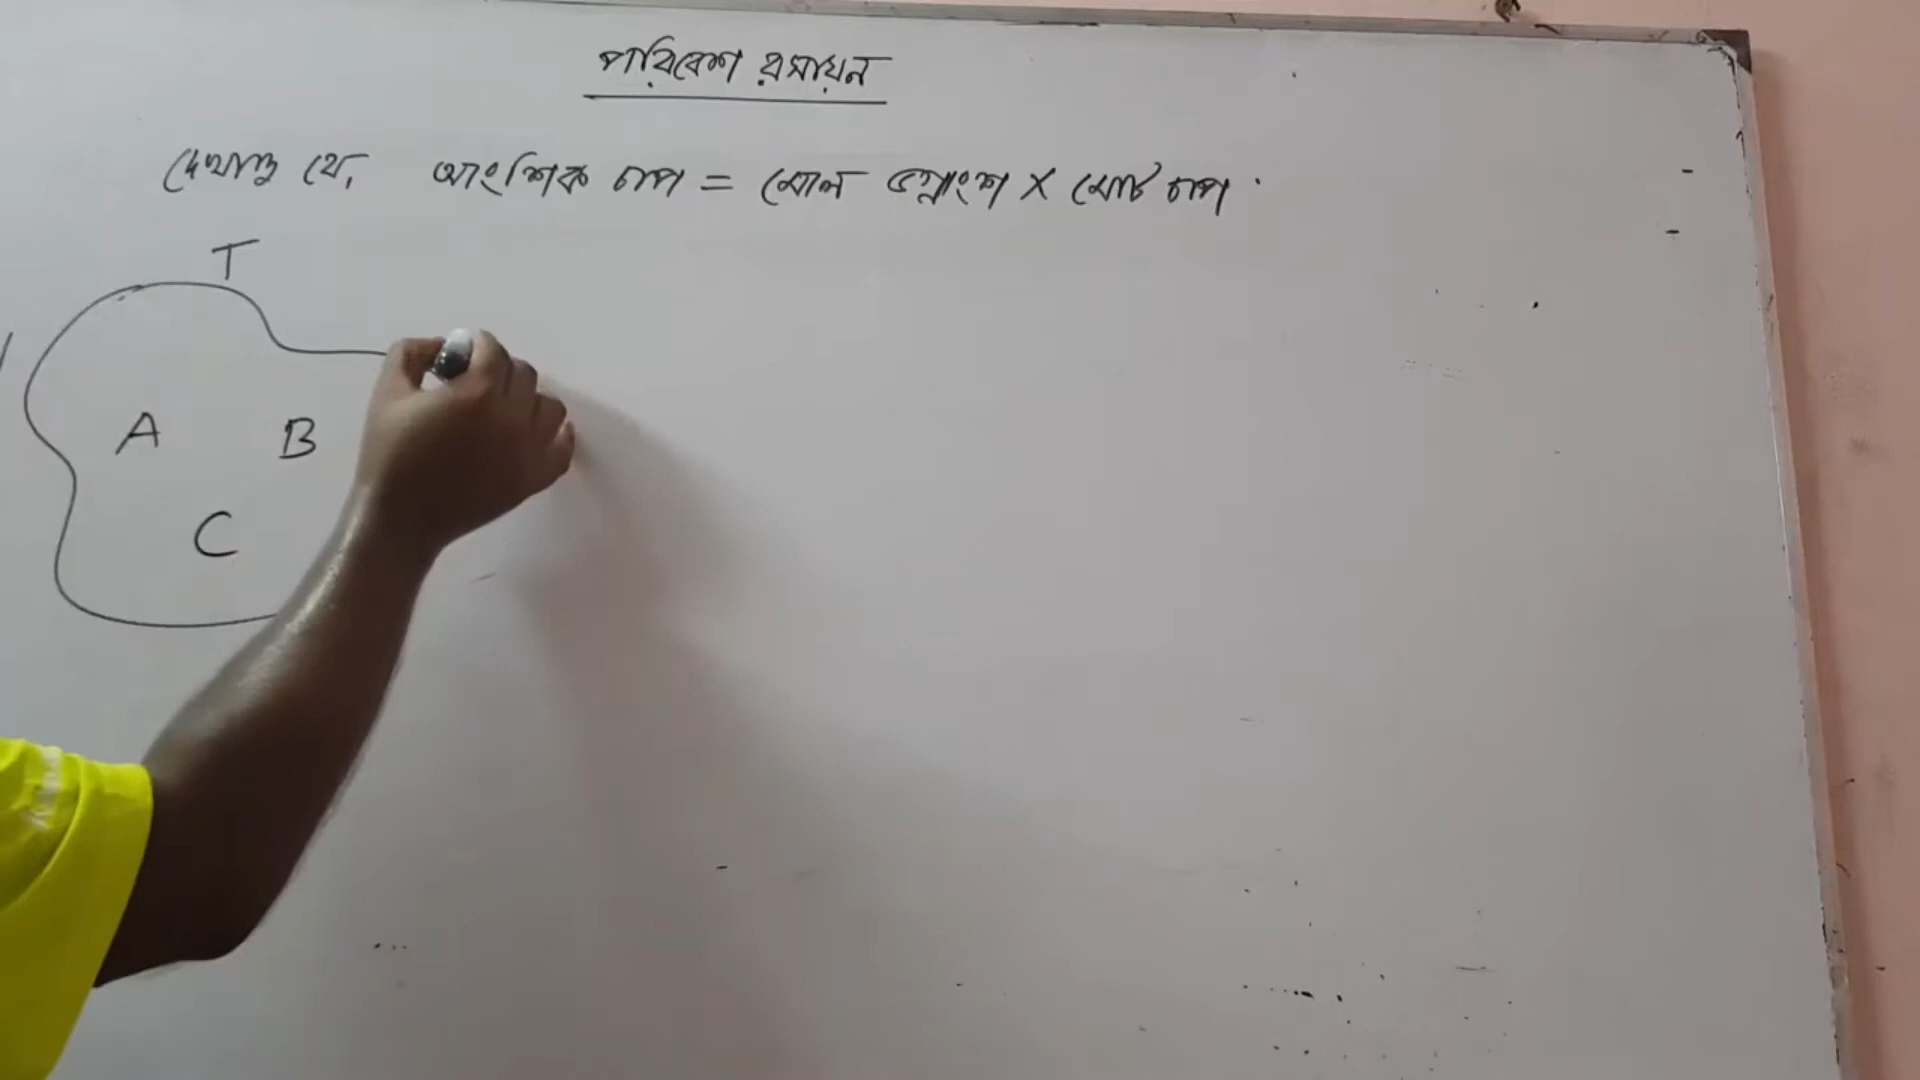 পরিবেশ রসায়ন
দেখাও যে, আংশিক চাপ = মোল ভগ্নাংশ × মোট চাপ
T
A B
C